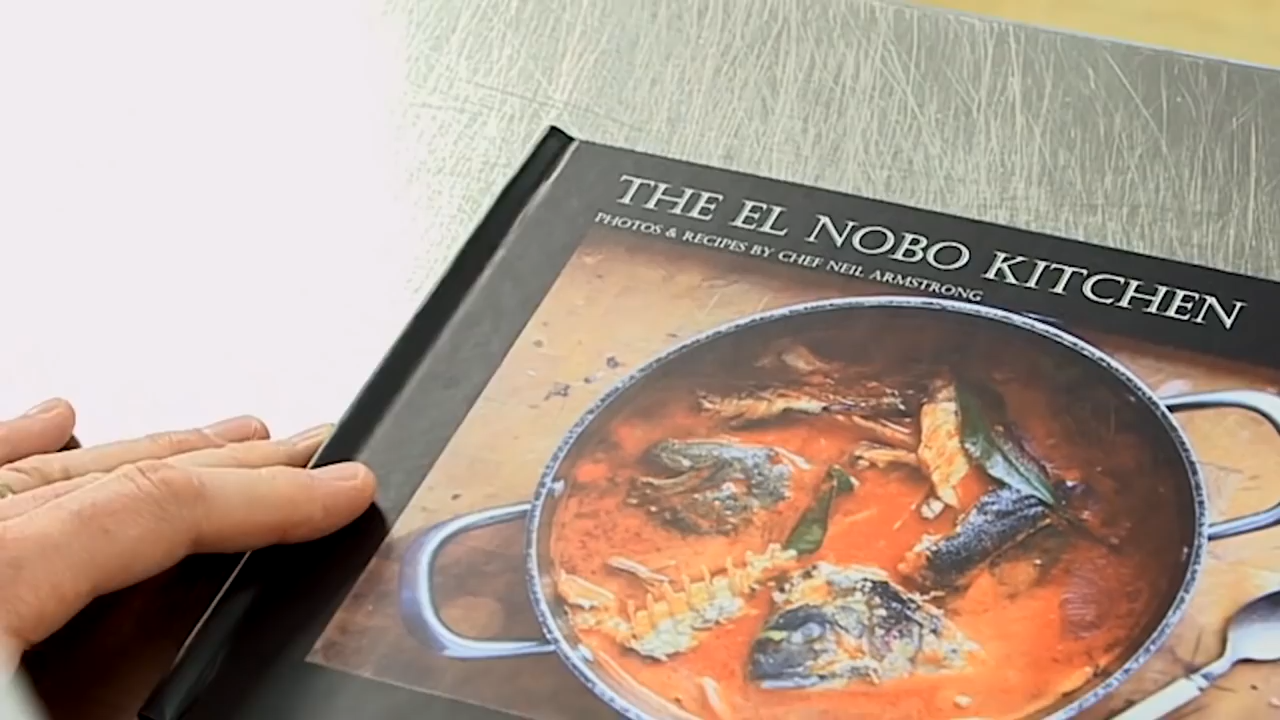 THE EL NOBO KITCHEN
PHOTOS & RECIPES BY CHEF NEIL ARMSTRONG